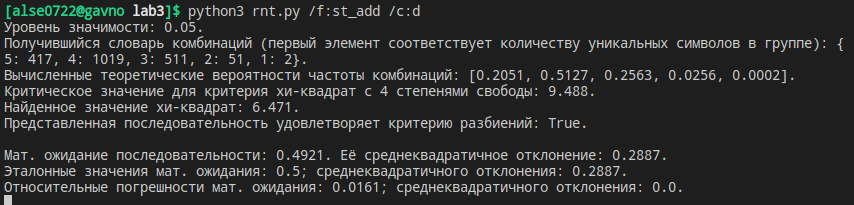 [alse0722@gavno lab3]$ python3 rnt.py /f:st_add /c:d
Уровень значимости: 0.05.
Получившийся словарь комбинаций (первый элемент соответствует количеству уникальных символов в группе): {
5: 417, 4: 1019, 3: 511, 2: 51, 1: 2}.
Вычисленные теоретические вероятности частоты комбинаций: [0.2051, 0.5127, 0.2563, 0.0256, 0.0002].
Критическое значение для критерия хи-квадрат с 4 степенями свободы: 9.488.
Найденное значение хи-квадрат: 6.471.
Представленная последовательность удовлетворяет критерию разбиений: True.
Мат. ожидание последовательности: 0.4921. Её среднеквадратичное отклонение: 0.2887.
Эталонные значения мат. ожидания: 0.5; среднеквадратичного отклонения: 0.2887.
Относительные погрешности мат. ожидания: 0.0161; среднеквадратичного отклонения: 0.0.